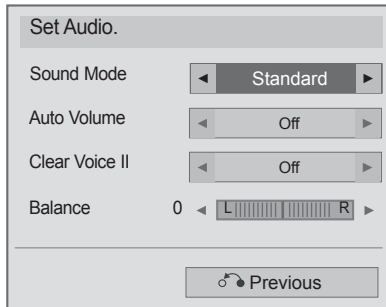 Set Audio.
Sound Mode ◄ Standard ►
Auto Volume ◄ Off ►
Clear Voice II ◄ Off ►
Balance 0 ◄ L R ►
Previous